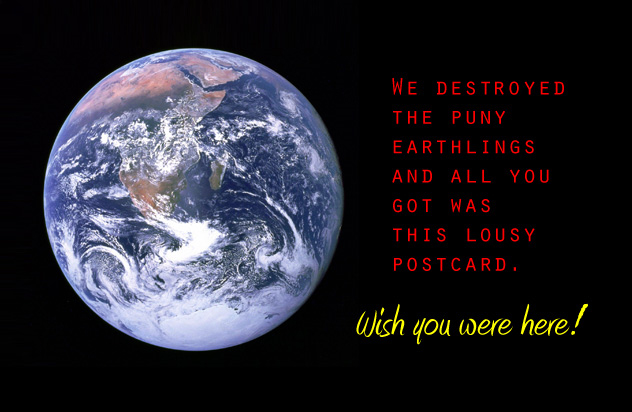 We destroyed
the puny
earthlings
and all you
got was
this lousy
postcard.
Wish you were here!